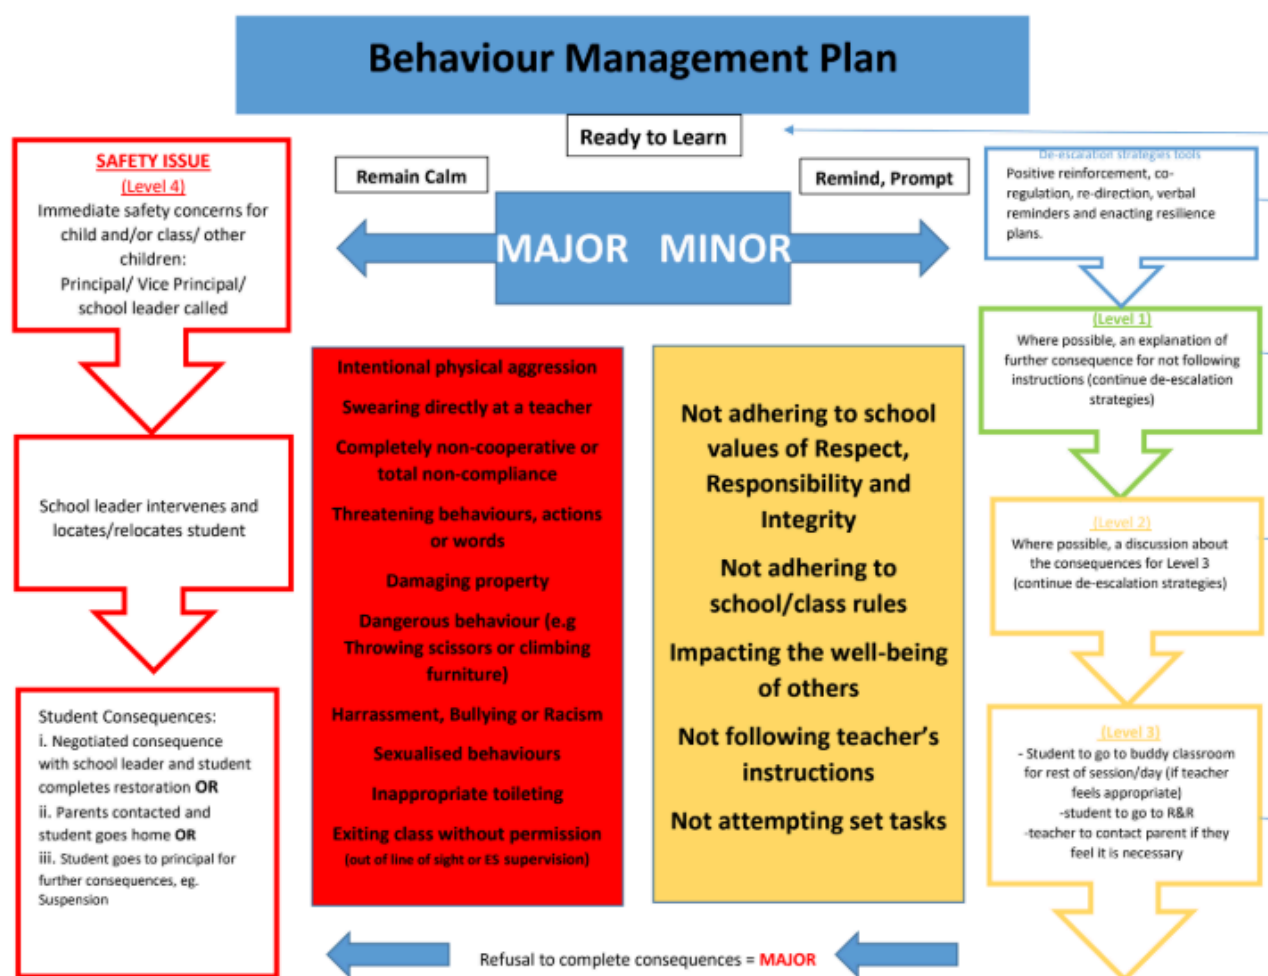 Behaviour Management Plan
Ready to Learn
Remain Calm
Remind, Prompt
MAJOR MINOR
SAFETY ISSUE
(Level 4)
Immediate safety concerns for
child and/or class/ other
children:
Principal/ Vice Principal/
school leader called
School leader intervenes and
locates/relocates student
Student Consequences:
i. Negotiated consequence
with school leader and student
completes restoration OR
ii. Parents contacted and
student goes home OR
iii. Student goes to principal for
further consequences, eg.
Suspension
Intentional physical aggression
Swearing directly at a teacher
Completely non-cooperative or
total non-compliance
Threatening behaviours, actions
or words
Damaging property
Dangerous behaviour (e.g
Throwing scissors or climbing
furniture)
Harrassment, Bullying or Racism
Sexualised behaviours
Inappropriate toileting
Exiting class without permission
(out of line of sight or ES supervision)
Not adhering to school
values of Respect,
Responsibility and
Integrity
Not adhering to
school/class rules
Impacting the well-being
of others
Not following teacher's
instructions
Not attempting set tasks
De-escalation strategies tools
Positive reinforcement, co-
regulation, re-direction, verbal
reminders and enacting resilience
plans.
(Level 1)
Where possible, an explanation of
further consequence for not following
instructions (continue de-escalation
strategies)
(Level 2)
Where possible, a discussion about
the consequences for Level 3
(continue de-escalation strategies)
(Level 3)
- Student to go to buddy classroom
for rest of session/day (if teacher
feels appropriate)
-student to go to R&R
-teacher to contact parent if they
feel it is necessary
Refusal to complete consequences = MAJOR